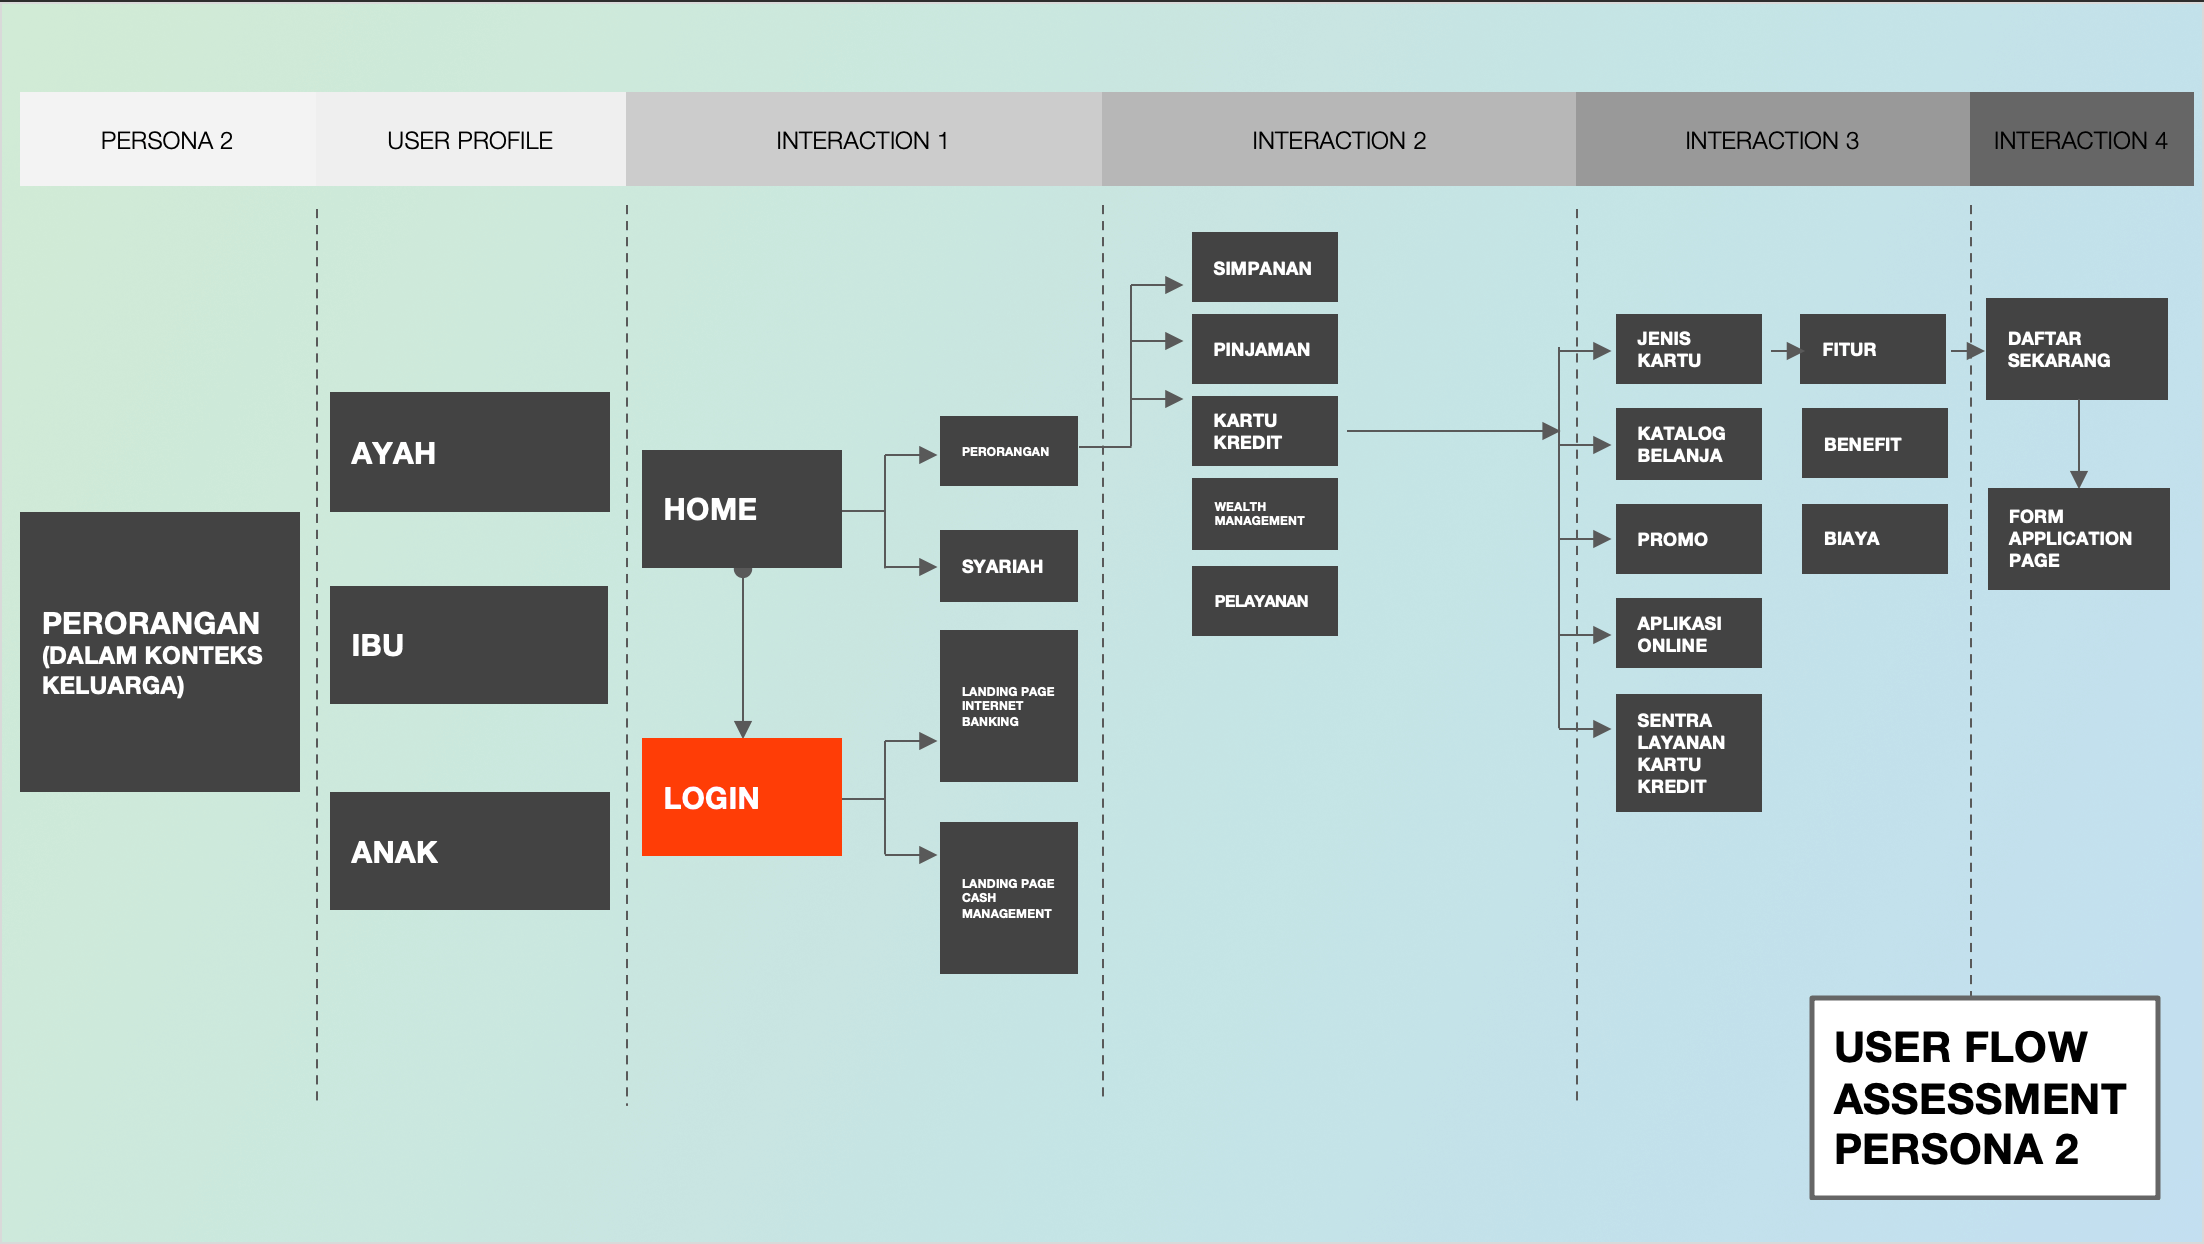 PERSONA 2
USER PROFILE
INTERACTION 1
INTERACTION 2
INTERACTION 3
INTERACTION 4
PERORANGAN
(DALAM KONTEKS
KELUARGA)
AYAH
IBU
ANAK
HOME
LOGIN
PERORANGAN
SYARIAH
LANDING PAGE
INTERNET
BANKING
LANDING PAGE
CASH
MANAGEMENT
SIMPANAN
PINJAMAN
KARTU
KREDIT
WEALTH
MANAGEMENT
PELAYANAN
JENIS
KARTU
KATALOG
BELANJA
PROMO
APLIKASI
ONLINE
SENTRA
LAYANAN
KARTU
KREDIT
FITUR
BENEFIT
BIAYA
DAFTAR
SEKARANG
FORM
APPLICATION
PAGE
USER FLOW
ASSESSMENT
PERSONA 2